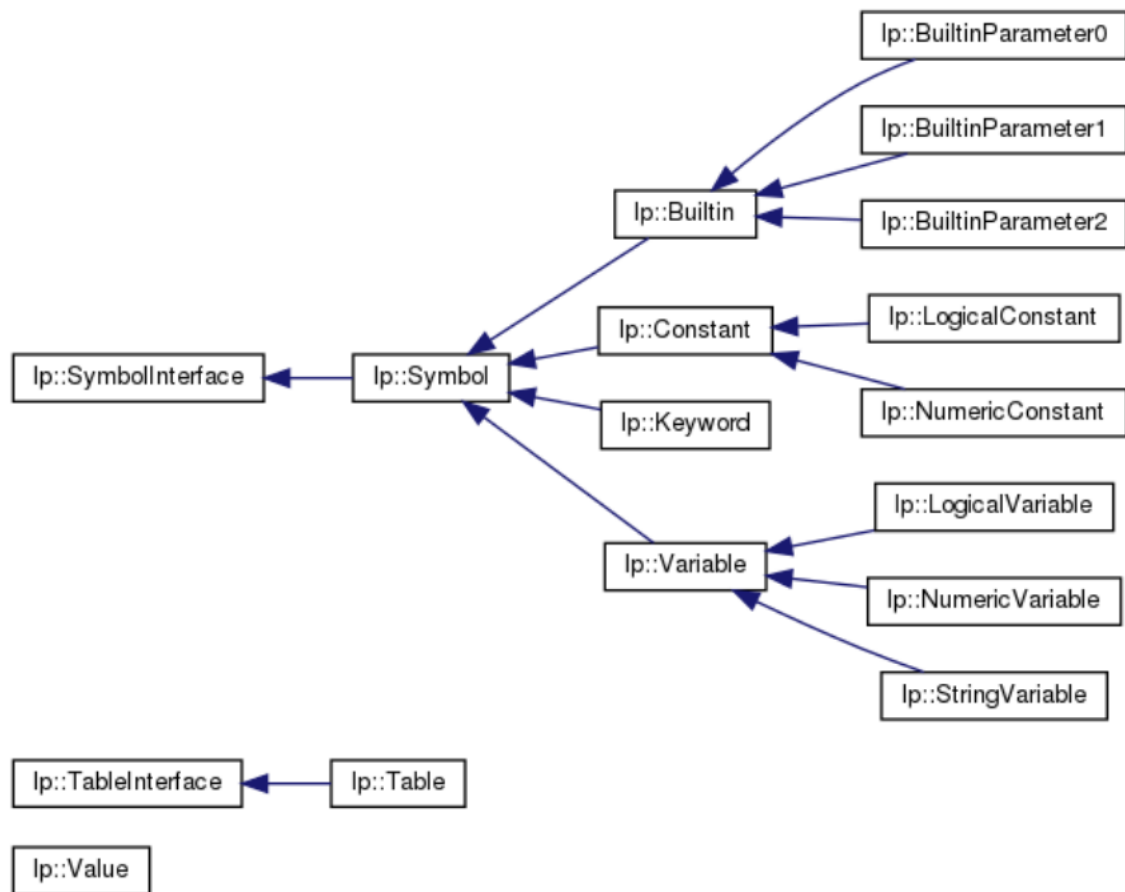 lp::BuiltinParameter0
lp::BuiltinParameter1
lp::Builtin
lp::BuiltinParameter2
lp::Constant
lp::LogicalConstant
lp::SymbolInterface
lp::Symbol
lp::NumericConstant
lp::Keyword
lp::LogicalVariable
lp::Variable
lp::NumericVariable
lp::StringVariable
lp::TableInterface
lp::Table
lp::Value